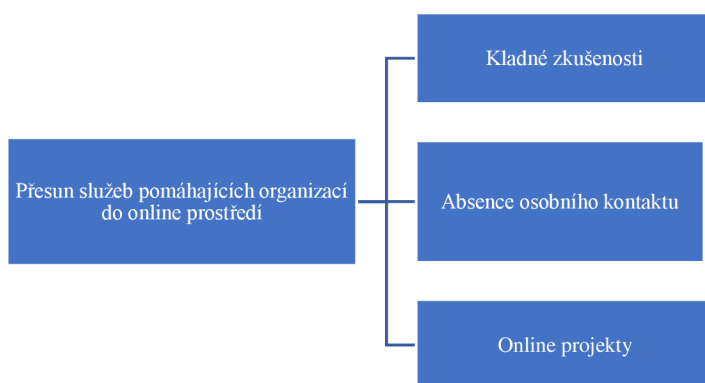 Kladné zkušenosti
Přesun služeb pomáhajících organizací
do online prostředí
Absence osobního kontaktu
Online projekty